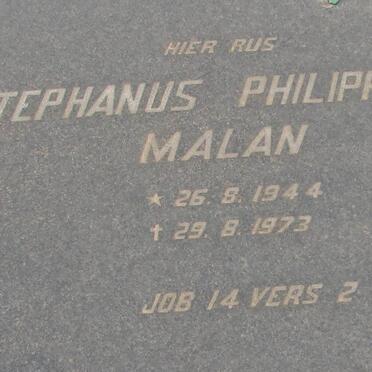 HIER RUS
TEPHANUS PHILIPP
MALAN
★ 26.8.1944
† 29.8.1973
JOB 14 VERS 2